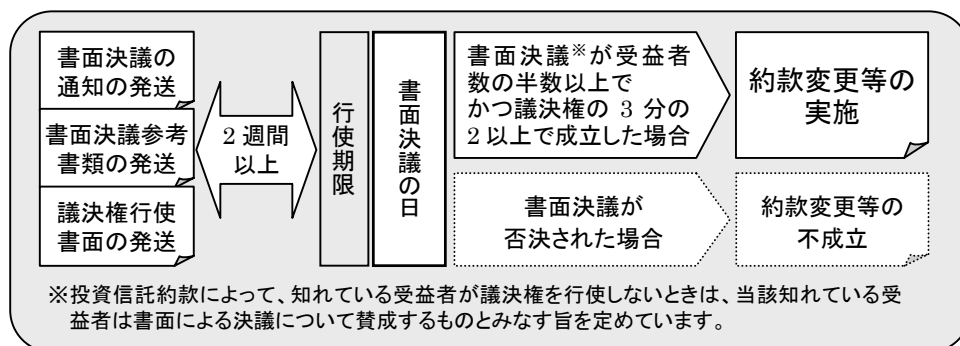 書面決議の
通知の発送
書面決議参考
書類の発送
議決権行使
書面の発送
2 週間
以上
行使期限
書面決議の日
書面決議※が受益者
数の半数以上で
かつ議決権の 3 分の
2 以上で成立した場合
約款変更等の
実施
書面決議が
否決された場合
約款変更等の
不成立
※投資信託約款によって、知れている受益者が議決権を行使しないときは、当該知れている受
益者は書面による決議について賛成するものとみなす旨を定めています。